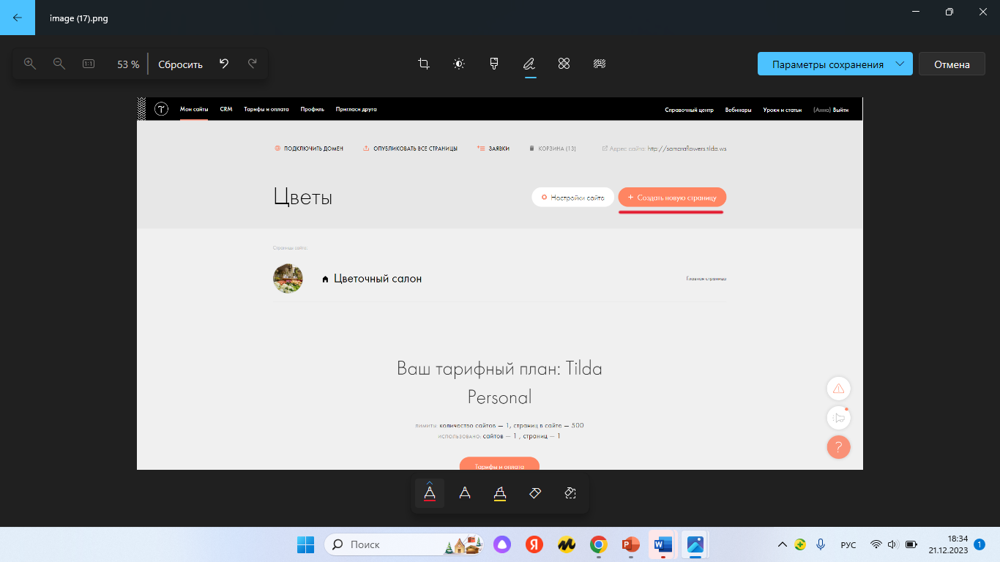 image (17).png
53 %
Сбросить
Параметры сохранения
Отмена
Мои сайты CRM Тарифы и оплата Профиль Пригласи друга
Справочный центр Вебинары Уроки и статьи (Анна) Выйти
ПОДКЛЮЧИТЬ ДОМЕН ОПУБЛИКОВАТЬ ВСЕ СТРАНИЦЫ ЗАЯВКИ КОРЗИНА (13) Адрес сайта: http://samaraflowers.tilda.ws
Цветы
Настройки сайта
+ Создать новую страницу
Страницы сайта:
Цветочный салон
Главная страница
Ваш тарифный план: Tilda
Personal
лимиты: количество сайтов — 1, страниц в сайте — 500
использовано: сайтов — 1 , страниц — 1
Тарифы и оплата
?
Поиск
РУС
18:34
21.12.2023
1